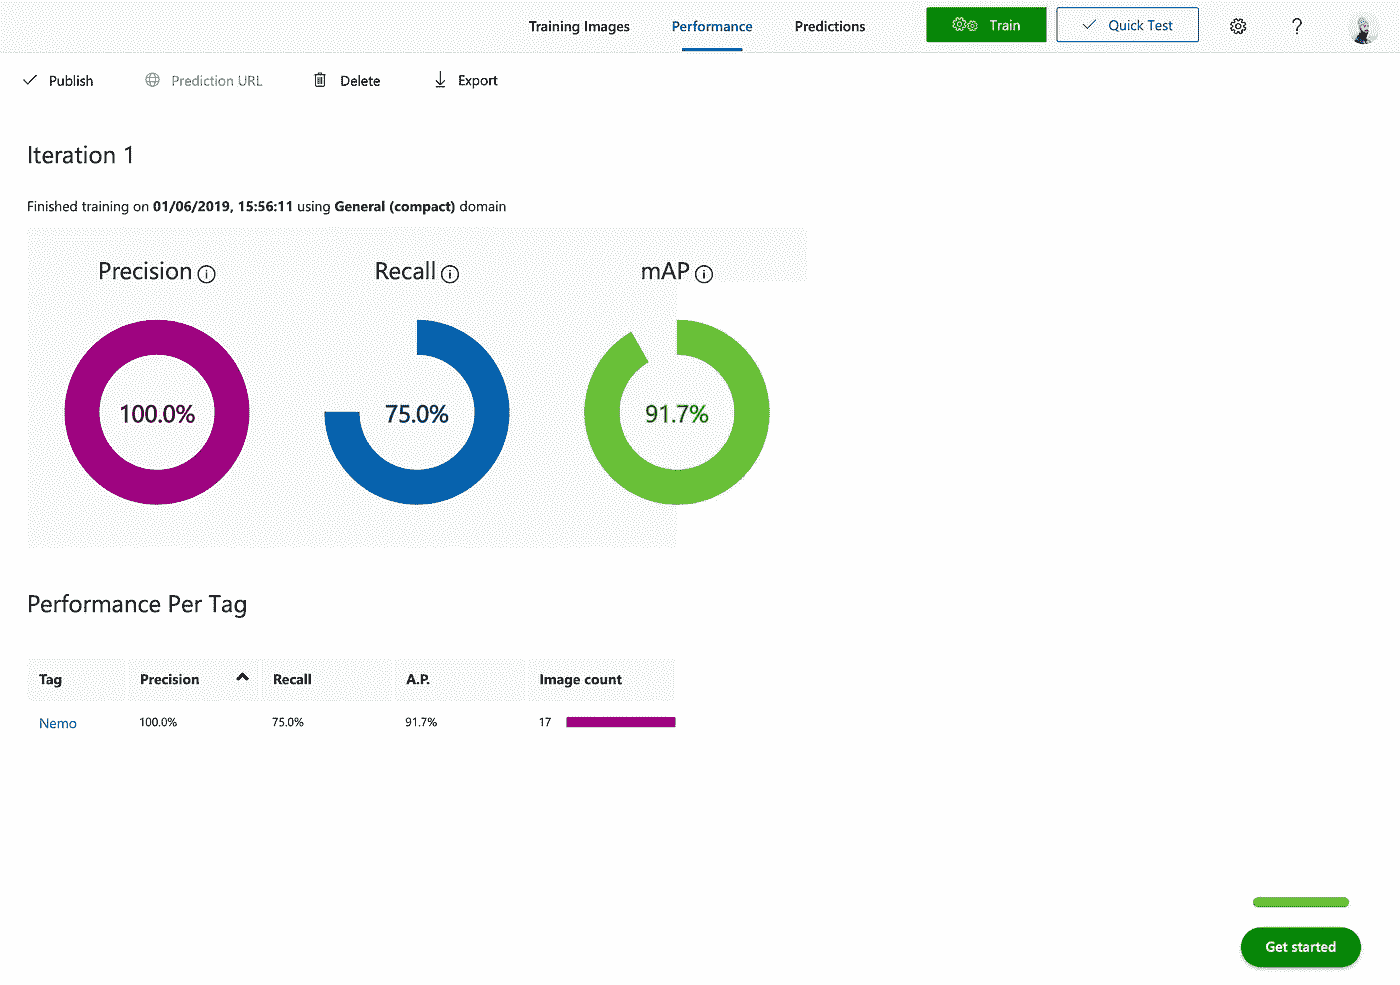 Training Images Performance Predictions Train Quick Test ?
Publish Prediction URL Delete Export
Iteration 1
Finished training on 01/06/2019, 15:56:11 using General (compact) domain
Precision Recall mAP
100.0% 75.0% 91.7%
Performance Per Tag
Tag Precision Recall A.P. Image count
Nemo 100.0% 75.0% 91.7% 17
Get started